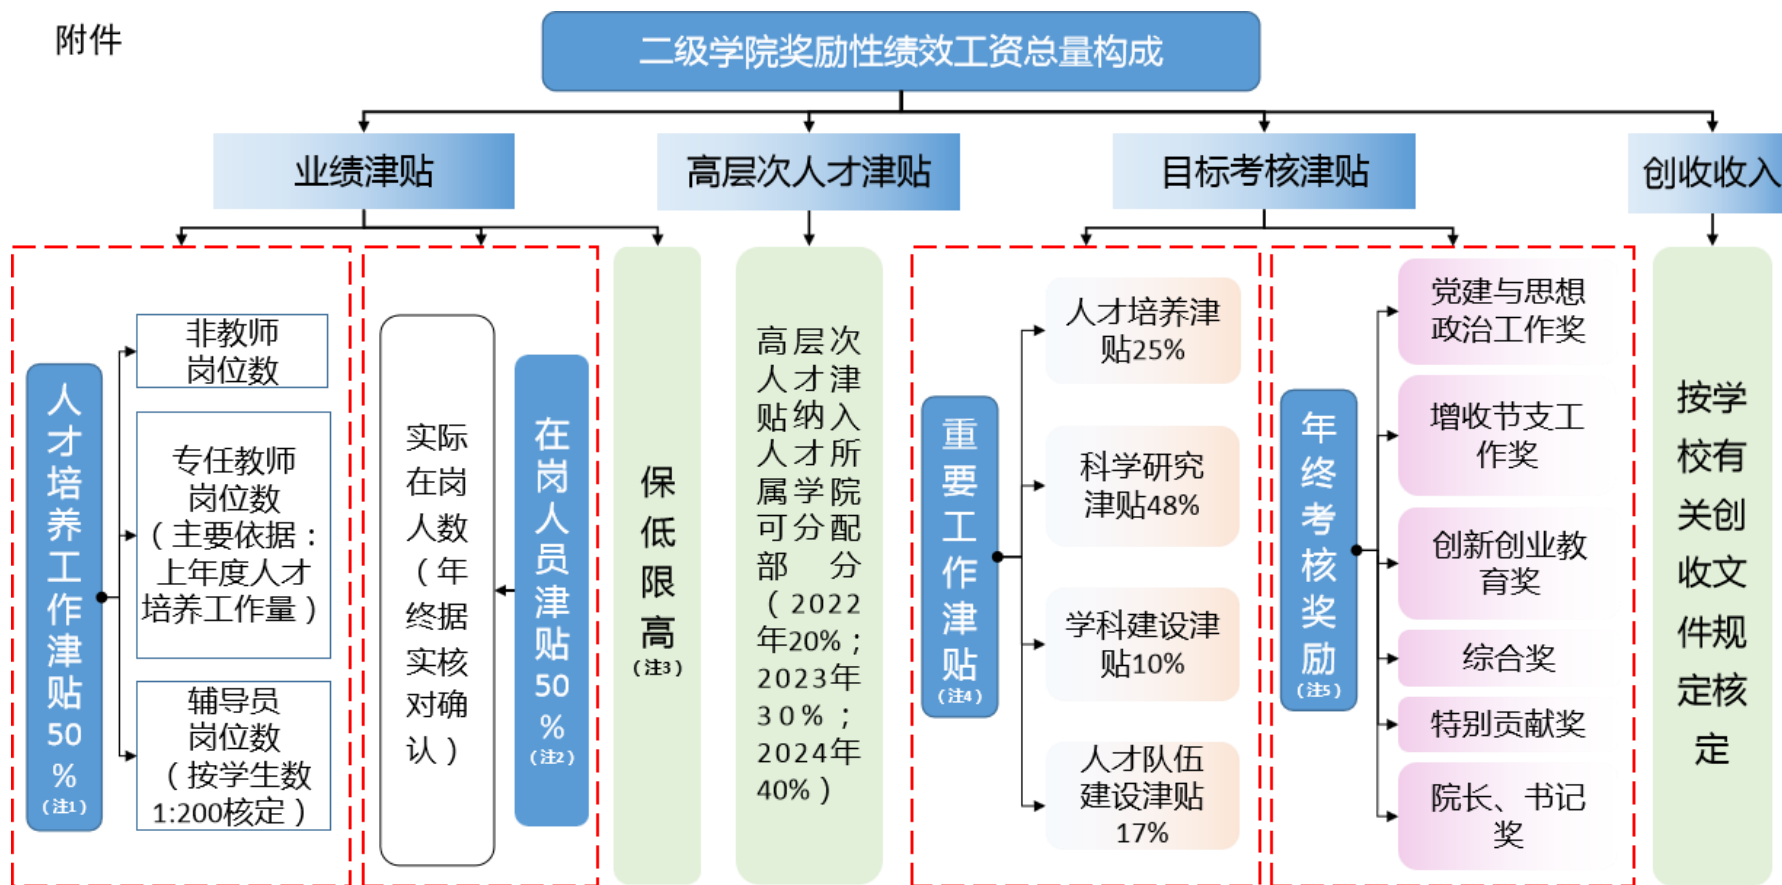 附件
二级学院奖励性绩效工资总量构成
业绩津贴
高层次人才津贴
目标考核津贴
创收收入
人才培养工作津贴50%
（注1）
非教师
岗位数
专任教师
岗位数
（主要依据：
上年度人才
培养工作量）
辅导员
岗位数
（按学生数
1:200核定）
实际
在岗
人数
（年
终据
实核
对确
认）
在岗人员津贴50%
（注2）
保低限高
（注3）
高层次
人才津
贴纳入
人才所
属学院
可分配
部分
（2022
年20%；
2023年
30%；
2024年
40%）
重要工作津贴
（注4）
人才培养津
贴25%
科学研究
津贴48%
学科建设津
贴10%
人才队伍
建设津贴
17%
年终考核奖励
（注5）
党建与思想
政治工作奖
增收节支工
作奖
创新创业教
育奖
综合奖
特别贡献奖
院长、书记
奖
按学
校有
关创
收文
件规
定核
定